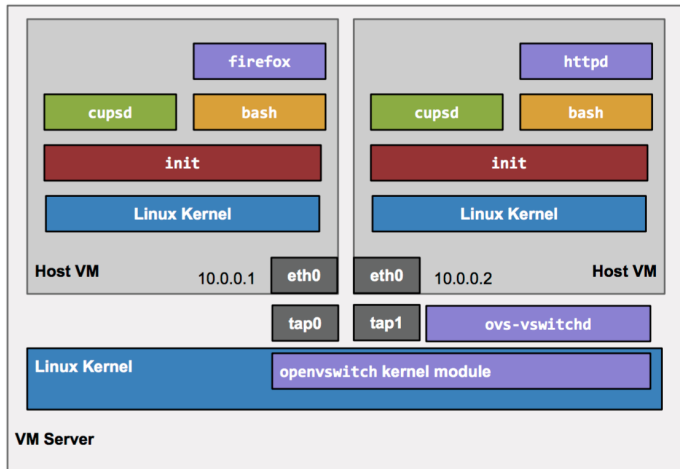 firefox
cupsd
bash
init
Linux Kernel
Host VM
10.0.0.1
eth0
httpd
cupsd
bash
init
Linux Kernel
eth0
10.0.0.2
Host VM
tap0
tap1
ovs-vswitchd
Linux Kernel
openvswitch kernel module
VM Server